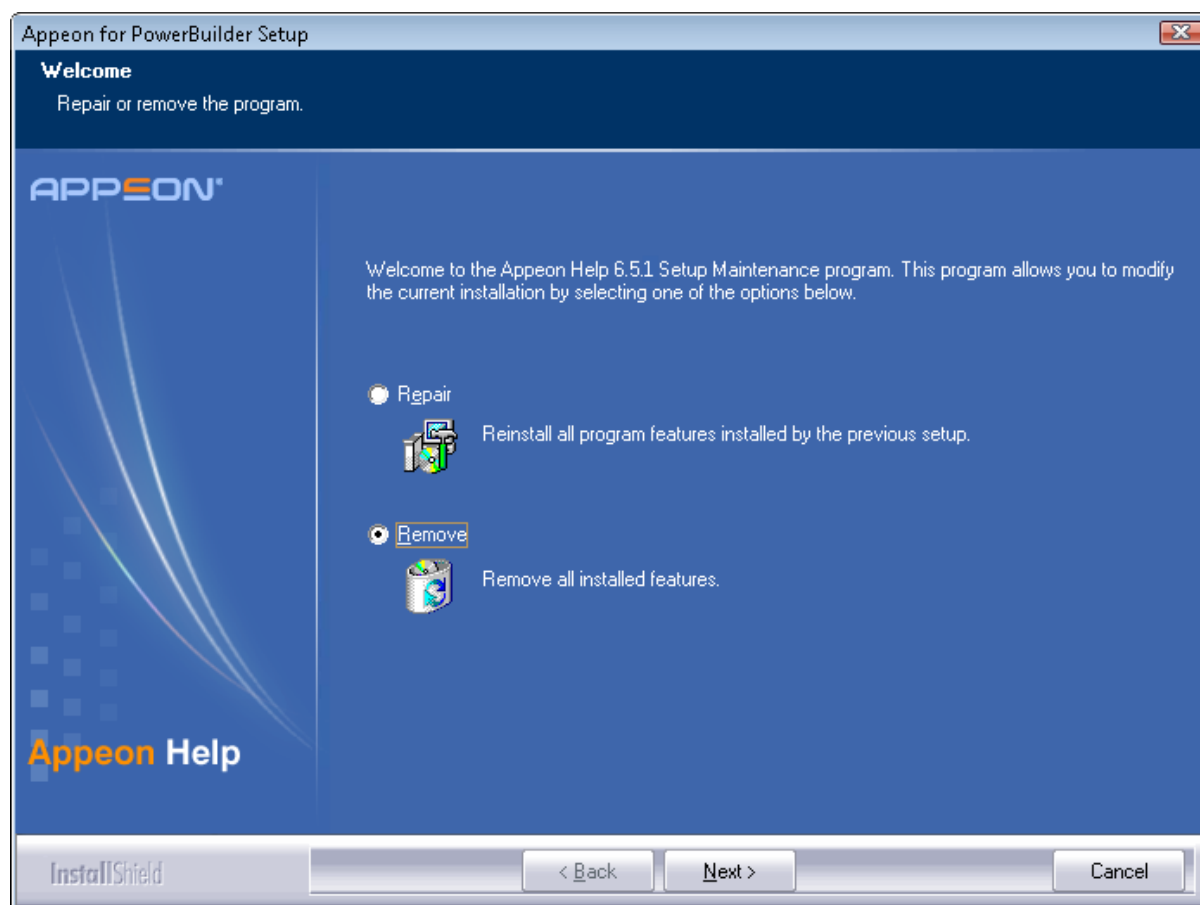 Appeon for PowerBuilder Setup
Welcome
Repair or remove the program.
APPEON
Welcome to the Appeon Help 6.5.1 Setup Maintenance program. This program allows you to modify
the current installation by selecting one of the options below.
Repair
Reinstall all program features installed by the previous setup.
Remove
Remove all installed features.
Appeon Help
InstallShield
< Back
Next >
Cancel